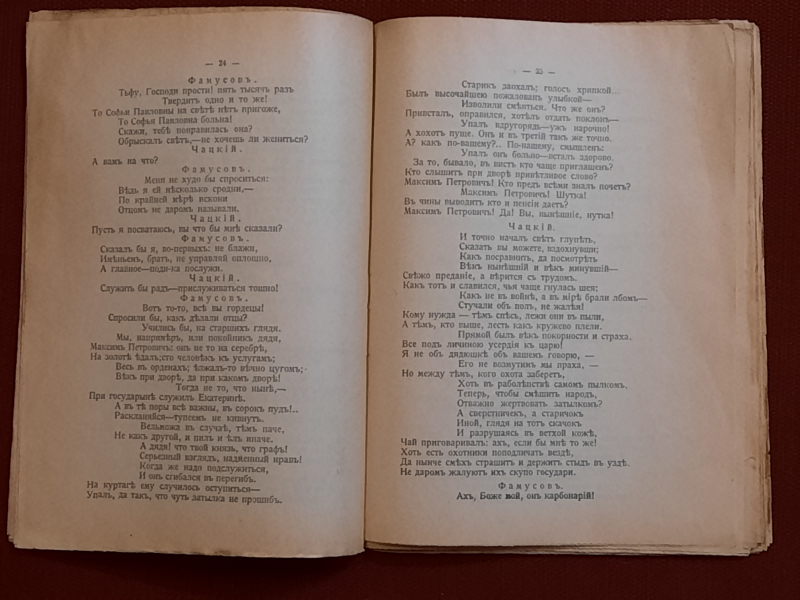 — 24 —
Фамусовъ.
Тьфу, Господи прости! пять тысячъ разъ
Твердитъ одно и то же!
То Софьи Павловны на свѣтѣ нѣтъ пригоже,
То Софья Павловна больна!
Скажи, тебѣ понравилась она?
Обрыскалъ свѣтъ,—не хочешь ли жениться?
Чацкій.
А вамъ на что?
Фамусовъ.
Меня не худо бы спроситься:
Вѣдь я ей нѣсколько сродни,—
По крайней мѣрѣ искони
Отцомъ не даромъ называли.
Чацкій.
Пусть я посватаюсь, вы что бы мнѣ сказали?
Фамусовъ.
Сказалъ бы я, во-первыхъ: не блажи,
Имѣньемъ, братъ, не управляй оплошно,
А главное—поди-ка послужи.
Чацкій.
Служить бы радъ—прислуживаться тошно!
Фамусовъ.
Вотъ то-то, всѣ вы гордецы!
Спросили бы, какъ дѣлали отцы?
Учились бы, на старшихъ глядя.
Мы, напримѣръ, или покойникъ дядя,
Максимъ Петровичъ: онъ не то на серебрѣ,
На золотѣ ѣдалъ;сто человѣкъ къ услугамъ;
Весь въ орденахъ; ѣзжалъ-то вѣчно цугомъ;
Вѣкъ при дворѣ, да при какомъ дворѣ!
Тогда не то, что нынѣ,—
При государынѣ служилъ Екатеринѣ.
А въ тѣ поры всѣ важны, въ сорокъ пудъ!..
Раскланяйся—тупеемъ не кивнутъ.
Вельможа въ случаѣ, тѣмъ паче,
Не какъ другой, и пилъ и ѣлъ иначе.
А дядя! что твой князь, что графъ!
Серьезный взглядъ, надменный нравъ!
Когда же надо подслужиться,
И онъ сгибался въ перегибъ.
На куртагѣ ему случилось оступиться—
Упалъ, да такъ, что чуть затылка не прошибъ.
— 25 —
Старикъ заохалъ; голосъ хрипкой...
Былъ высочайшею пожалованъ улыбкой—
Изволили смѣяться. Что же онъ?
Привсталъ, оправился, хотѣлъ отдать поклонъ—
Упалъ вдругорядь—ужъ нарочно!
А хохотъ пуще. Онъ и въ третій такъ же точно.
А? какъ по-вашему?.. По-нашему, смышленъ:
Упалъ онъ больно—всталъ здорово.
За то, бывало, въ вистъ кто чаще приглашенъ?
Кто слышитъ при дворѣ привѣтливое слово?
Максимъ Петровичъ! Кто предъ всѣми зналъ почетъ?
Максимъ Петровичъ! Шутка!
Въ чины выводитъ кто и пенсіи даетъ?
Максимъ Петровичъ! Да! Вы, нынѣшніе, нутка!
Чацкій.
И точно началъ свѣтъ глупѣть,
Сказать вы можете, вздохнувши;
Какъ посравнить, да посмотрѣть
Вѣкъ нынѣшній и вѣкъ минувшій—
Свѣжо преданіе, а вѣрится съ трудомъ.
Какъ тотъ и славился, чья чаще гнулась шея;
Какъ не въ войнѣ, а въ мірѣ брали лбомъ—
Стучали объ полъ, не жалѣя!
Кому нужда — тѣмъ спѣсь, лежи они въ пыли,
А тѣмъ, кто выше, лесть какъ кружево плели.
Прямой былъ вѣкъ покорности и страха.
Все подъ личиною усердія къ царю!
Я не объ дядюшкѣ объ вашемъ говорю, —
Его не возмутимъ мы праха, —
Но между тѣмъ, кого охота заберетъ,
Хоть въ раболѣпствѣ самомъ пылкомъ,
Теперь, чтобы смѣшить народъ,
Отважно жертвовать затылкомъ?
А сверстничекъ, а старичокъ
Иной, глядя на тотъ скачокъ
И разрушаясь въ ветхой кожѣ,
Чай приговаривалъ: ахъ, если бы мнѣ то же!
Хоть есть охотники поподличать вездѣ,
Да нынче смѣхъ страшитъ и держитъ стыдъ въ уздѣ.
Не даромъ жалуютъ ихъ скупо государи.
Фамусовъ.
Ахъ, Боже мой, онъ карбонарій!